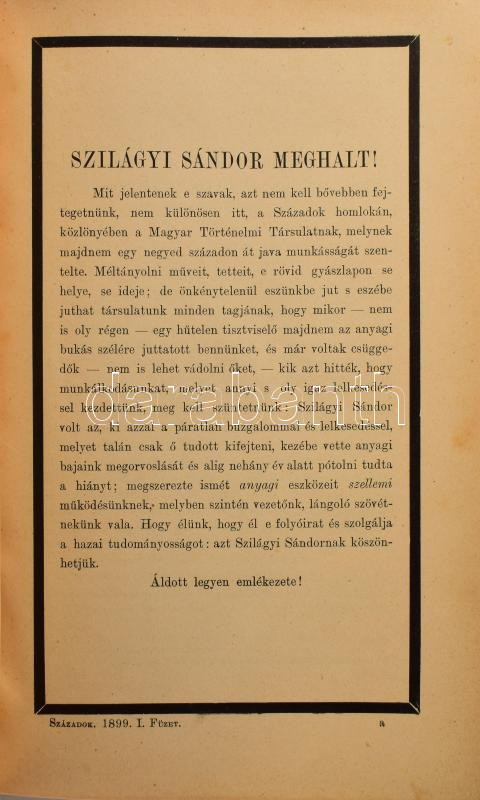 SZILÁGYI SÁNDOR MEGHALT!
Mit jelentenek e szavak, azt nem kell bővebben fej-
tegetnünk, nem különösen itt, a Századok homlokán,
közlönyében a Magyar Történelmi Társulatnak, melynek
majdnem egy negyed századon át java munkásságát szen-
telte. Méltányolni műveit, tetteit, e rövid gyászlapon se
helye, se ideje; de önkénytelenül eszünkbe jut s eszébe
juthat társulatunk minden tagjának, hogy mikor — nem
is oly régen — egy hűtelen tisztviselő majdnem az anyagi
bukás szélére juttatott bennünket, és már voltak csügge-
dők — nem is lehet vádolni őket, — kik azt hitték, hogy
munkálkodásunkat, melyet annyi s oly igaz lelkesedés-
sel kezdettünk, meg kell szüntetnünk: Szilágyi Sándor
volt az, ki azzal a páratlan buzgalommal és lelkesedéssel,
melyet talán csak ő tudott kifejteni, kezébe vette anyagi
bajaink megorvoslását és alig nehány év alatt pótolni tudta
a hiányt; megszerezte ismét anyagi eszközeit szellemi
működésünknek, melyben szintén vezetőnk, lángoló szövét-
nekünk vala. Hogy élünk, hogy él e folyóirat és szolgálja
a hazai tudományosságot: azt Szilágyi Sándornak köszön-
hetjük.
Áldott legyen emlékezete!
SZÁZADOK. 1899. I. FÜZET.
darabanth